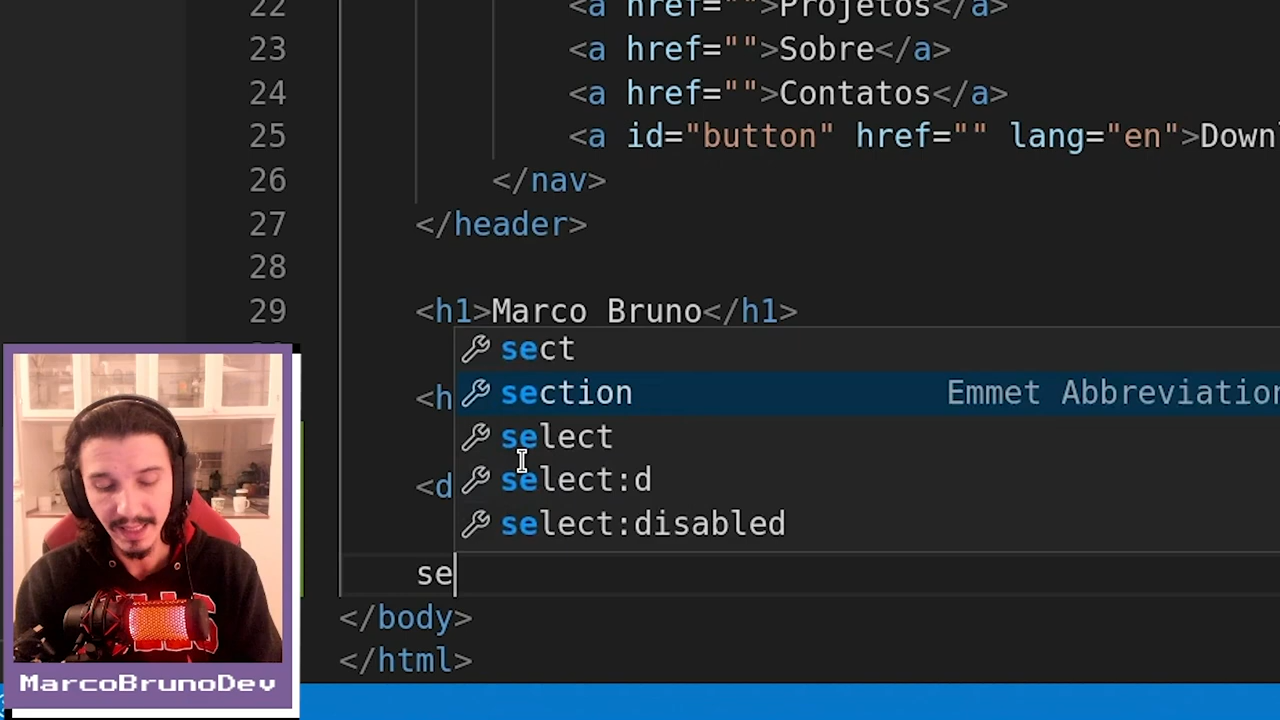 22 <a href="">Projetos</a>
23 <a href="">Sobre</a>
24 <a href="">Contatos</a>
25 <a id="button" href="" lang="en">Down
26 </nav>
27 </header>
28
29 <h1>Marco Bruno</h1>
sect
<h section Emmet Abbreviation
select
<d select:d
select:disabled
se
</body>
</html>
MarcoBrunoDev